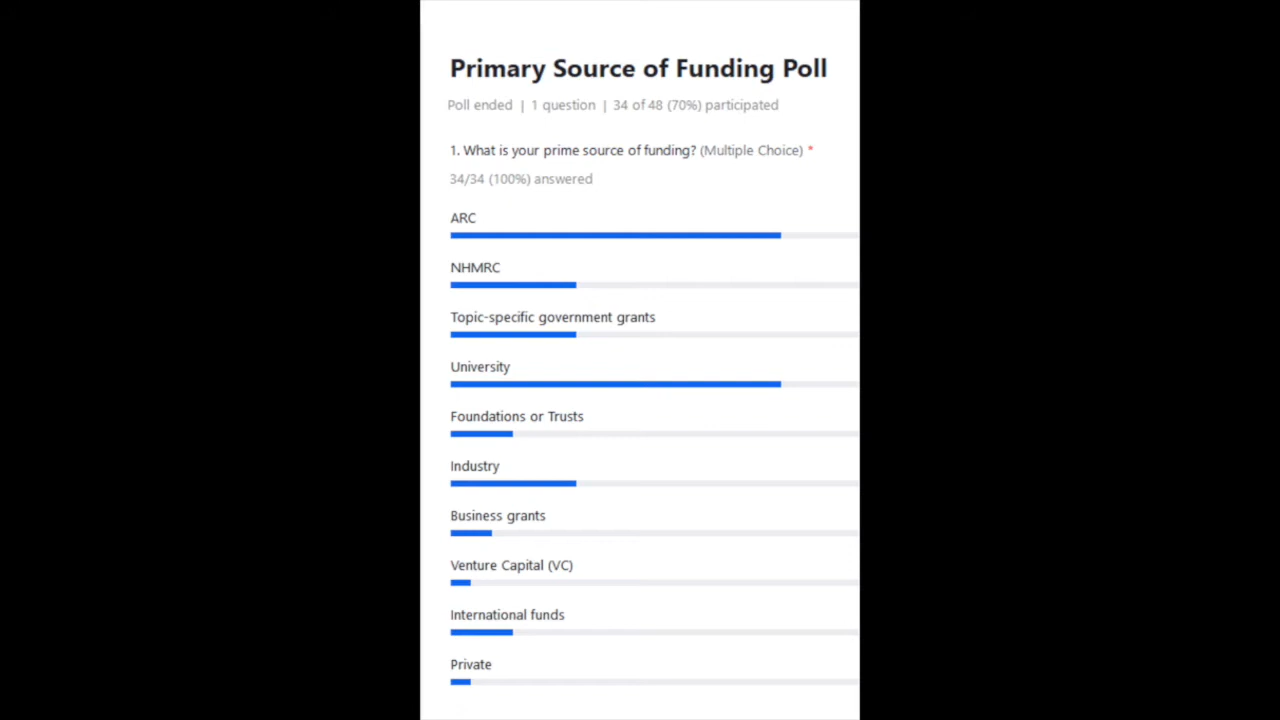 Primary Source of Funding Poll
Poll ended | 1 question | 34 of 48 (70%) participated
1. What is your prime source of funding? (Multiple Choice) *
34/34 (100%) answered
ARC
NHMRC
Topic-specific government grants
University
Foundations or Trusts
Industry
Business grants
Venture Capital (VC)
International funds
Private